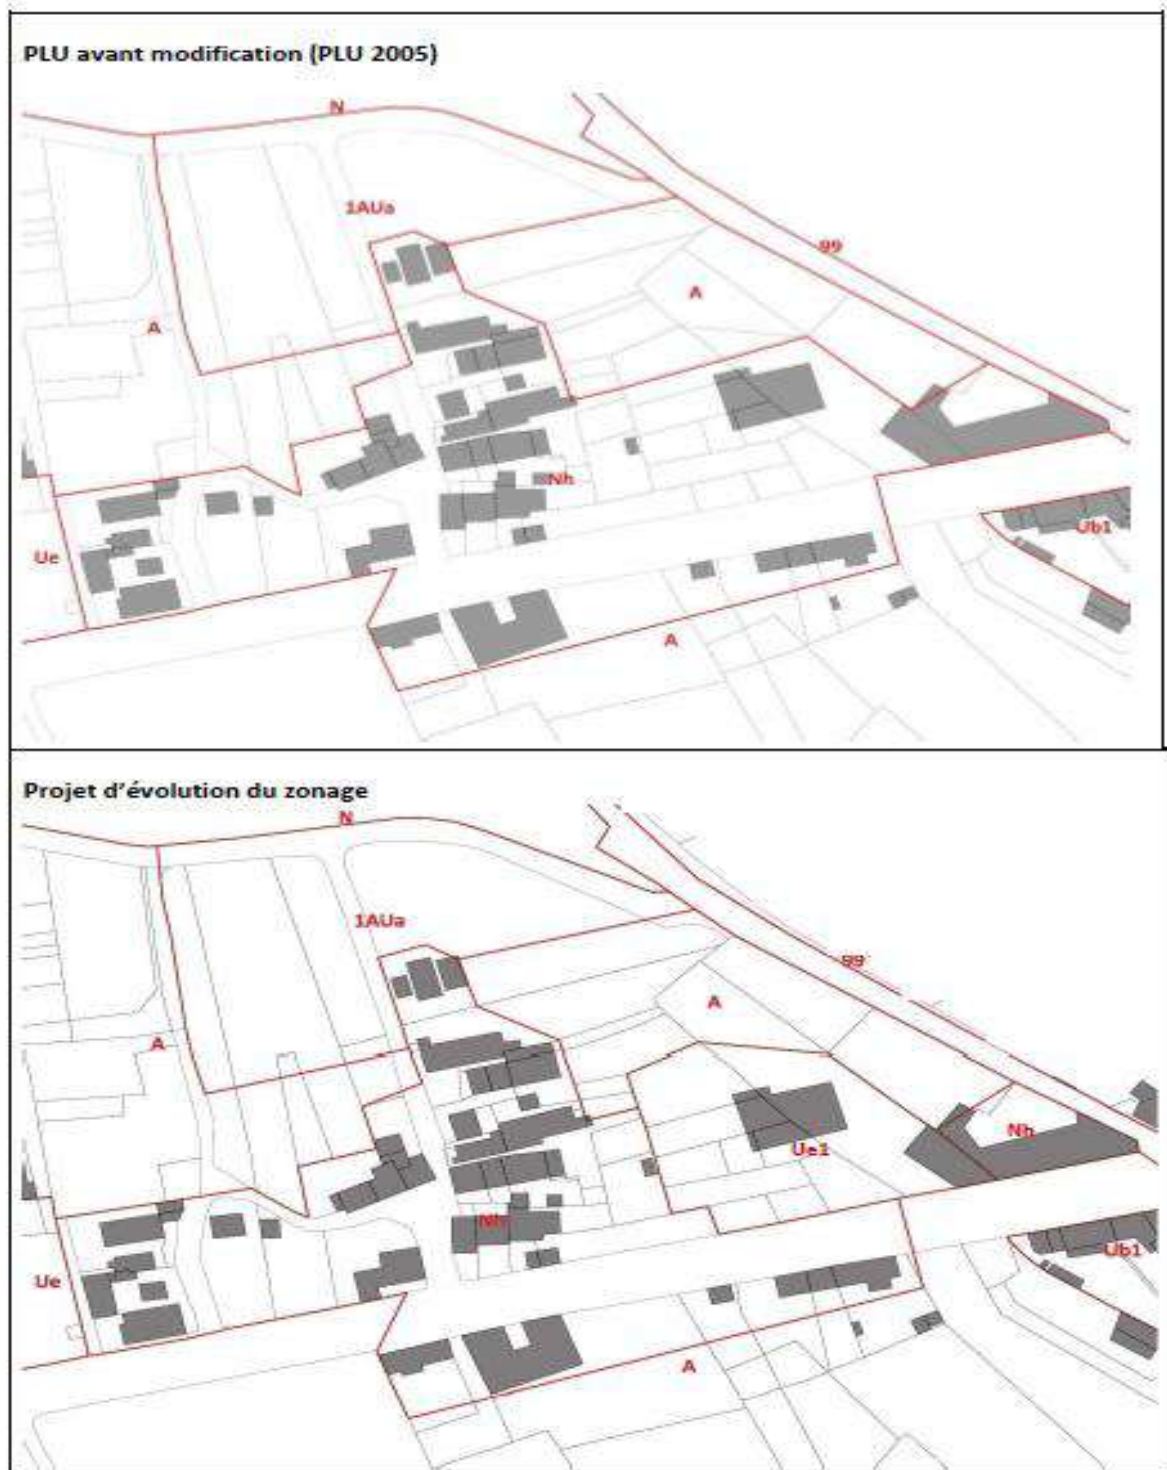 PLU avant modification (PLU 2005)
N
1AUa
99
A
A
Nh
Ub1
Ue
A
Projet d'évolution du zonage
N
1AUa
99
A
A
Nh
Ue1
Nh
Ub1
Ue
A